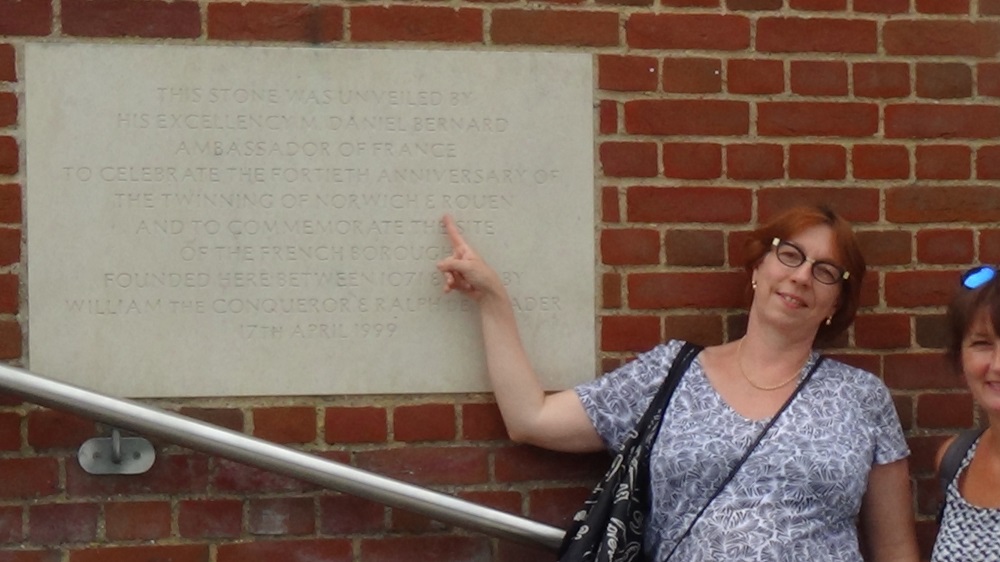 THIS STONE WAS UNVEILED BY
HIS EXCELLENCY M. DANIEL BERNARD
AMBASSADOR OF FRANCE
TO CELEBRATE THE FORTIETH ANNIVERSARY OF
THE TWINNING OF NORWICH & ROUEN
AND TO COMMEMORATE THE SITE
OF THE FRENCH BOROUGH
FOUNDED HERE BETWEEN 1071 BY
WILLIAM THE CONQUEROR & RALPH ADER
17TH APRIL 1999